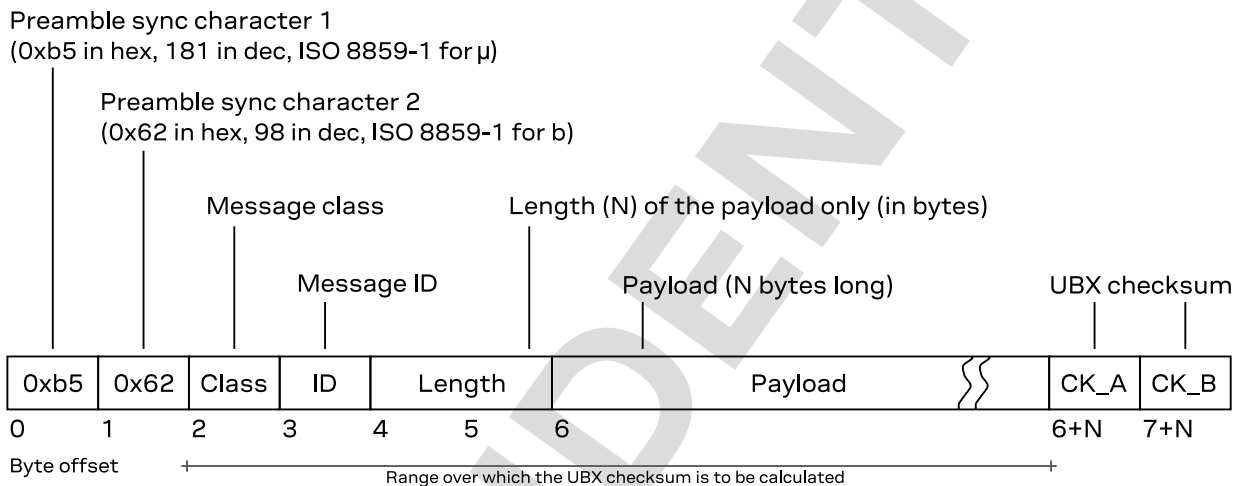 Preamble sync character 1
(0xb5 in hex, 181 in dec, ISO 8859-1 for µ)
Preamble sync character 2
(0x62 in hex, 98 in dec, ISO 8859-1 for b)
Message class
Length (N) of the payload only (in bytes)
Message ID
Payload (N bytes long)
UBX checksum
0xb5 0x62 Class ID Length Payload CK_A CK_B
0 1 2 3 4 5 6 6+N 7+N
Byte offset
Range over which the UBX checksum is to be calculated
DENT